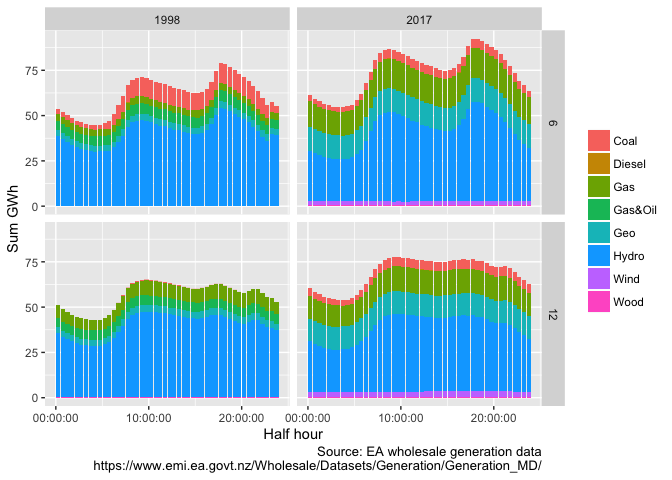 1998
2017
Sum GWh
75
50
25
0
6
75
50
25
0
12
00:00:00
10:00:00
20:00:00
00:00:00
10:00:00
20:00:00
Half hour
Coal
Diesel
Gas
Gas&Oil
Geo
Hydro
Wind
Wood
Source: EA wholesale generation data
https://www.emi.ea.govt.nz/Wholesale/Datasets/Generation/Generation_MD/